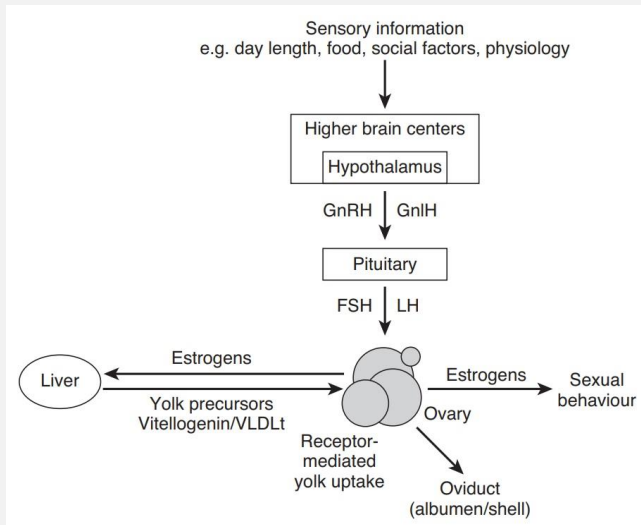 Sensory information
e.g. day length, food, social factors, physiology
Higher brain centers
Hypothalamus
GnRH GnIH
Pituitary
FSH LH
Estrogens
Liver
Yolk precursors
Vitellogenin/VLDLt
Estrogens
Sexual
behaviour
Ovary
Receptor-
mediated
yolk uptake
Oviduct
(albumen/shell)